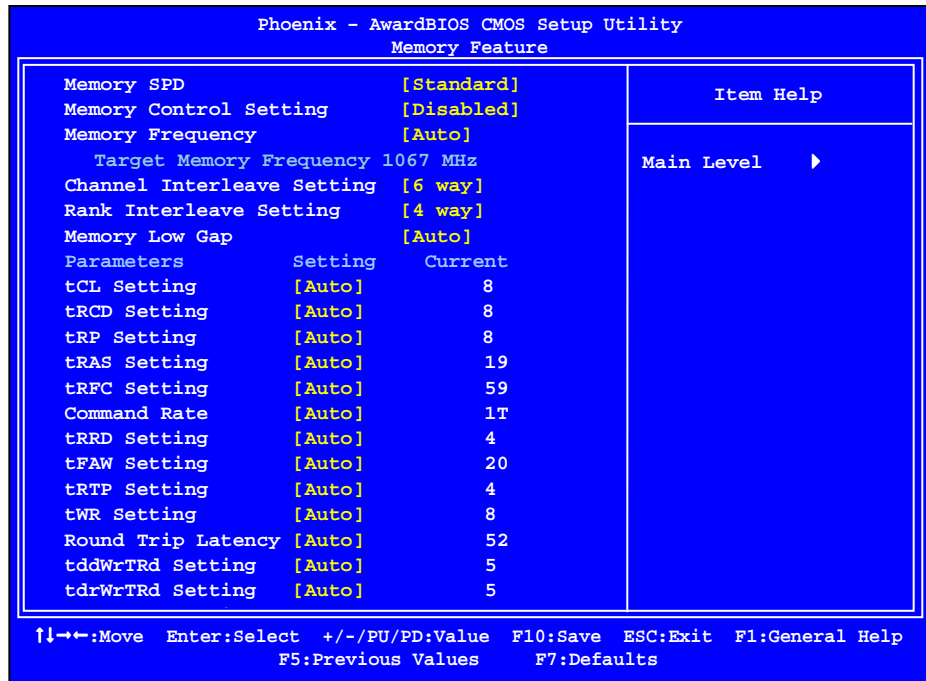 Phoenix – AwardBIOS CMOS Setup Utility
Memory Feature
Memory SPD [Standard]
Memory Control Setting [Disabled]
Memory Frequency [Auto]
Target Memory Frequency 1067 MHz
Channel Interleave Setting [6 way]
Rank Interleave Setting [4 way]
Memory Low Gap [Auto]
Parameters Setting Current
tCL Setting [Auto] 8
tRCD Setting [Auto] 8
tRP Setting [Auto] 8
tRAS Setting [Auto] 19
tRFC Setting [Auto] 59
Command Rate [Auto] 1T
tRRD Setting [Auto] 4
tFAW Setting [Auto] 20
tRTP Setting [Auto] 4
tWR Setting [Auto] 8
Round Trip Latency [Auto] 52
tddWrTRd Setting [Auto] 5
tdrWrTRd Setting [Auto] 5
Item Help
Main Level ▶
↑↓→←:Move Enter:Select +/-/PU/PD:Value F10:Save ESC:Exit F1:General Help
F5:Previous Values F7:Defaults